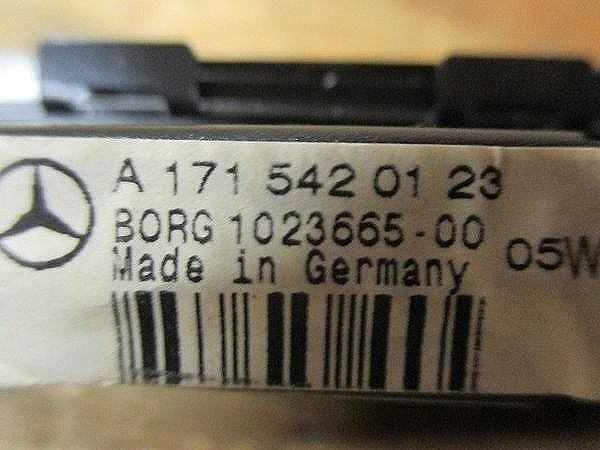 A 171 542 01 23
BORG 1023665-00
05W
Made in Germany